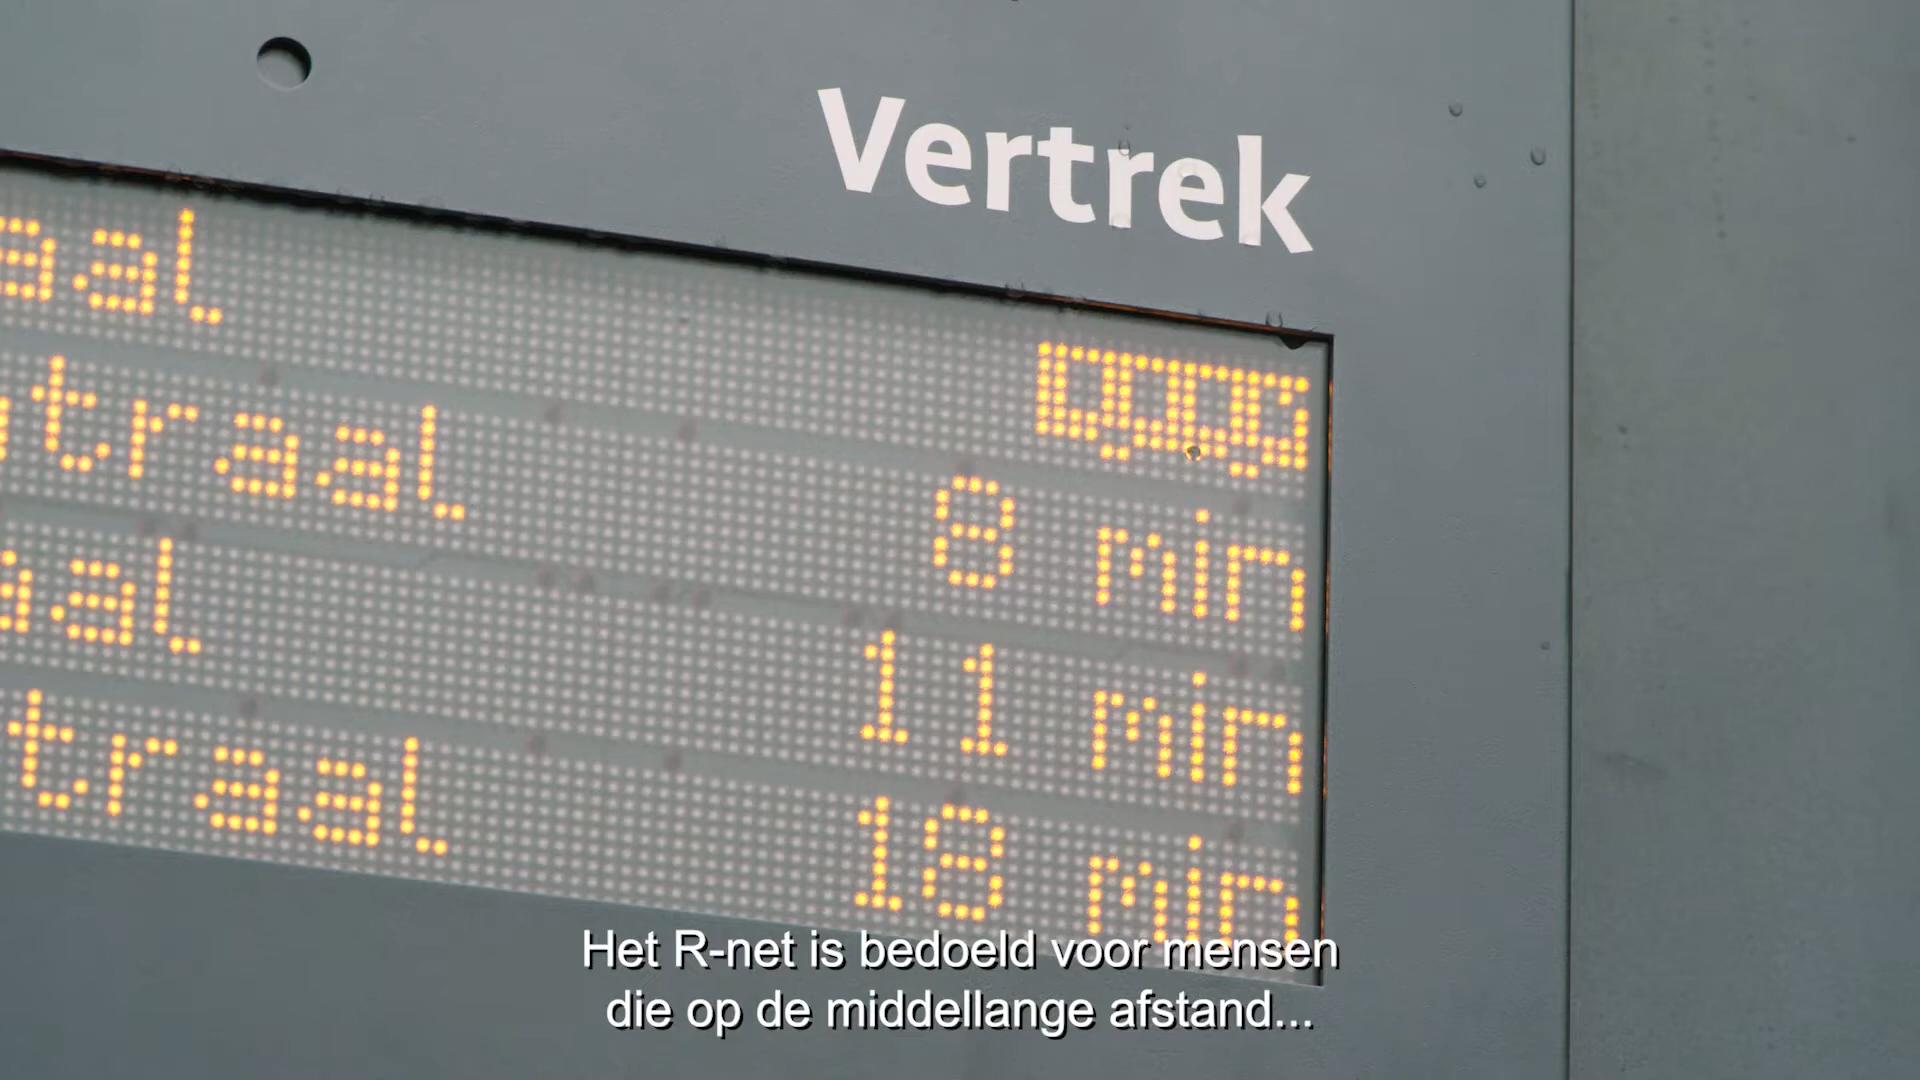 Vertrek
aal
traal 8 min
aal 11 min
traal 18 min
Het R-net is bedoeld voor mensen
die op de middellange afstand...